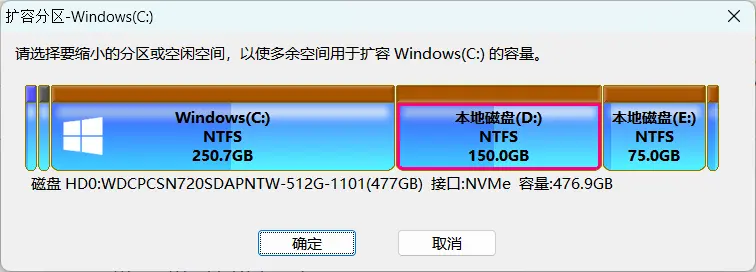 扩容分区-Windows(C:)
请选择要缩小的分区或空闲空间，以使多余空间用于扩容 Windows(C:) 的容量。
Windows(C:)
NTFS
250.7GB
本地磁盘(D:)
NTFS
150.0GB
本地磁盘(E:)
NTFS
75.0GB
磁盘 HD0:WDCPCSN720SDAPNTW-512G-1101(477GB) 接口:NVMe 容量:476.9GB
确定
取消